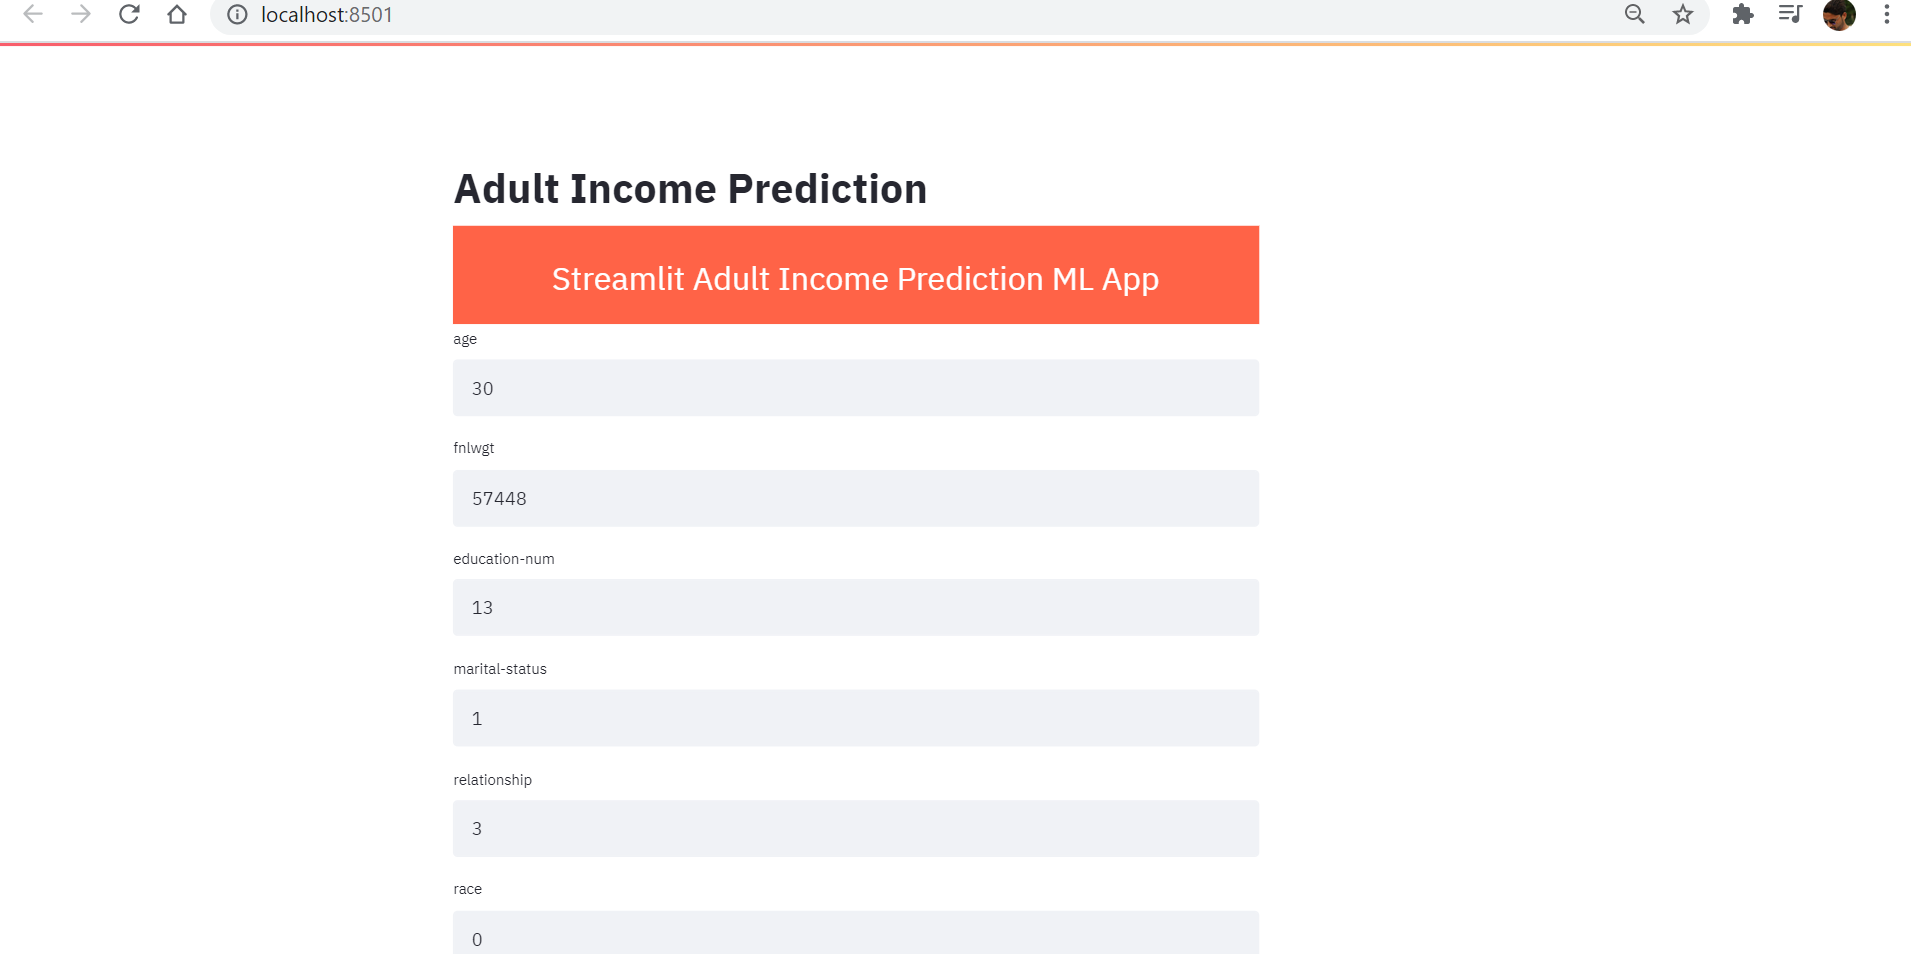 localhost:8501
Adult Income Prediction
Streamlit Adult Income Prediction ML App
age
30
fnlwgt
57448
education-num
13
marital-status
1
relationship
3
race
0